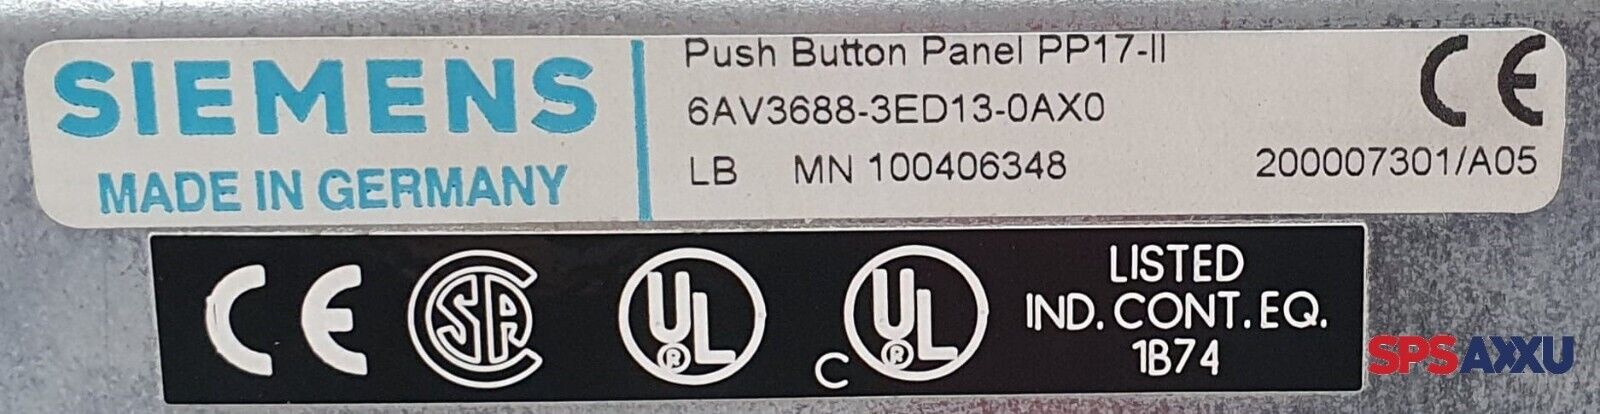 SIEMENS
MADE IN GERMANY
Push Button Panel PP17-II
6AV3688-3ED13-0AX0
LB MN 100406348
200007301/A05
CE
CE SA UL® C UL®
LISTED
IND. CONT. EQ.
1B74
SPSAXXU